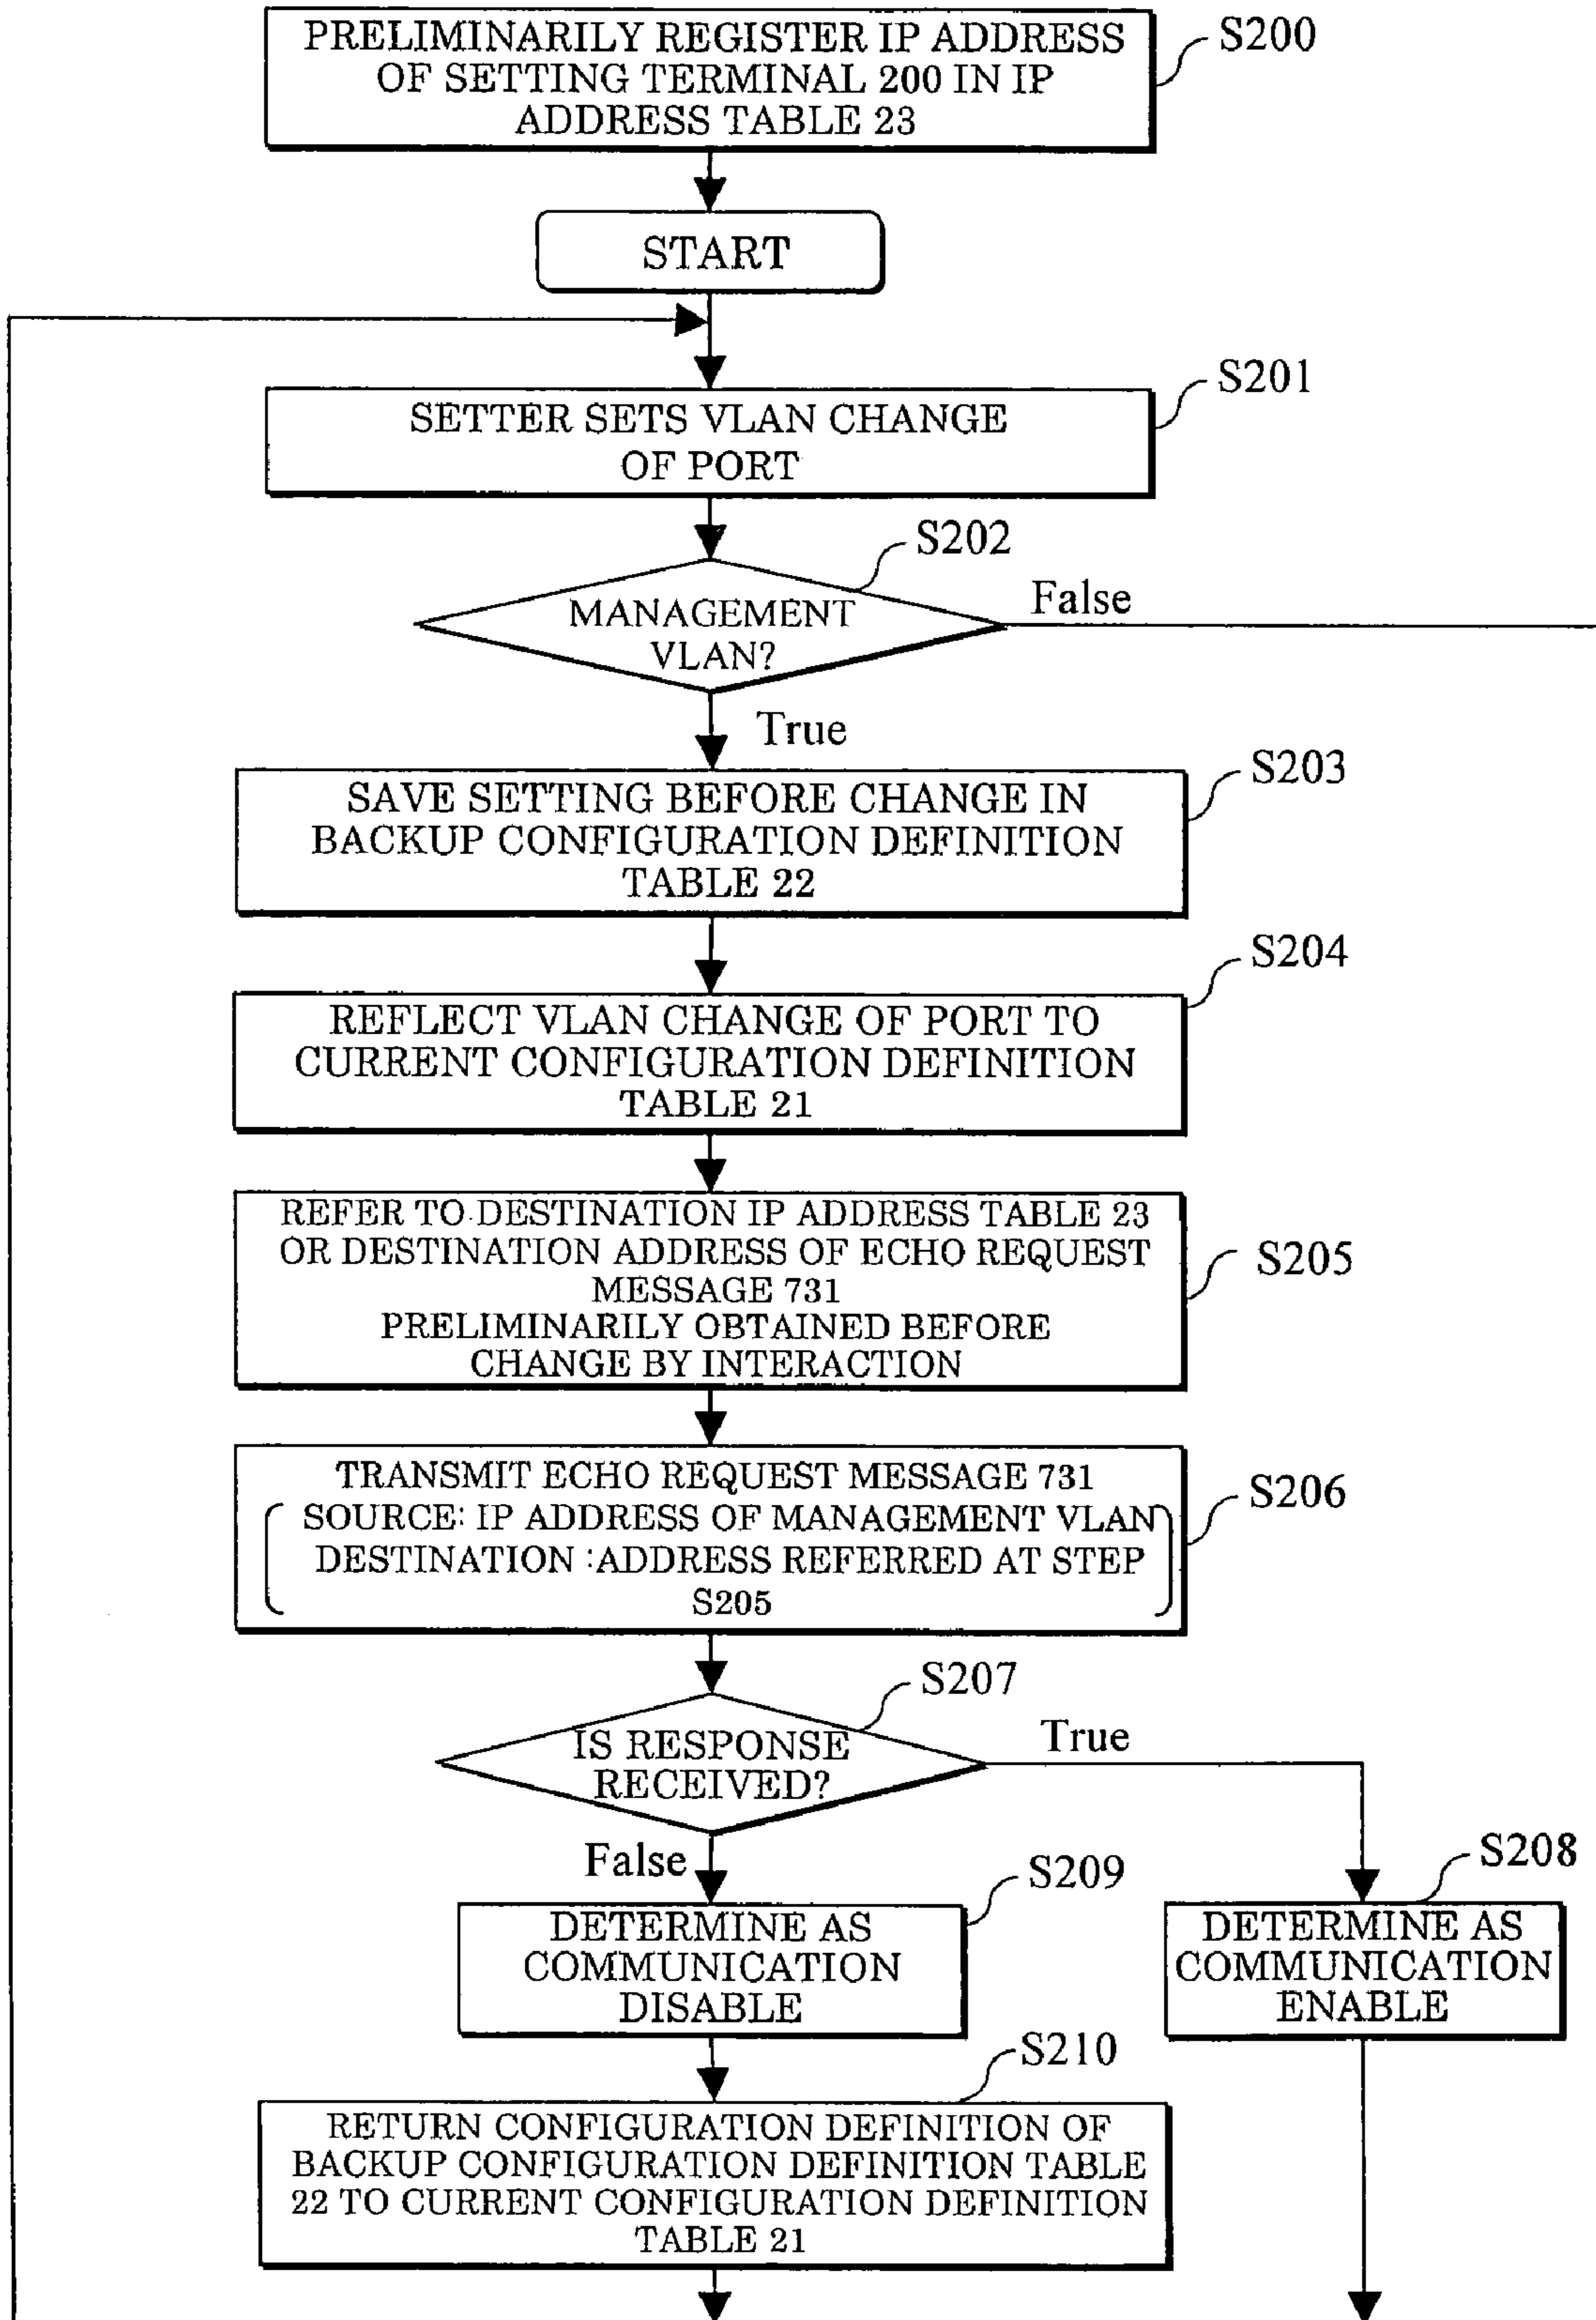 PRELIMINARILY REGISTER IP ADDRESS
OF SETTING TERMINAL 200 IN IP
ADDRESS TABLE 23
S200
START
SETTER SETS VLAN CHANGE
OF PORT
S201
MANAGEMENT
VLAN?
S202
False
True
SAVE SETTING BEFORE CHANGE IN
BACKUP CONFIGURATION DEFINITION
TABLE 22
S203
REFLECT VLAN CHANGE OF PORT TO
CURRENT CONFIGURATION DEFINITION
TABLE 21
S204
REFER TO DESTINATION IP ADDRESS TABLE 23
OR DESTINATION ADDRESS OF ECHO REQUEST
MESSAGE 731
PRELIMINARILY OBTAINED BEFORE
CHANGE BY INTERACTION
S205
TRANSMIT ECHO REQUEST MESSAGE 731
SOURCE: IP ADDRESS OF MANAGEMENT VLAN
DESTINATION :ADDRESS REFERRED AT STEP
S205
S206
IS RESPONSE
RECEIVED?
S207
True
False
DETERMINE AS
COMMUNICATION
DISABLE
S209
DETERMINE AS
COMMUNICATION
ENABLE
S208
RETURN CONFIGURATION DEFINITION OF
BACKUP CONFIGURATION DEFINITION TABLE
22 TO CURRENT CONFIGURATION DEFINITION
TABLE 21
S210